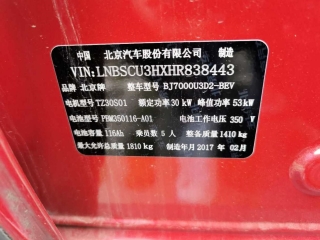 中国 北京汽车股份有限公司 制造
VIN:LNBSCU3HXHR838443
品牌 北京牌 整车型号 BJ7000U3D2-BEV
电机型号 TZ30S01 额定功率 30 kW 峰值功率 53 kW
电池型号 PBM350116-A01 电池工作电压 350 V
电池容量 116Ah 乘员数 5 人 整备质量 1410 kg
最大允许总质量 1810 kg 制造年月 2017 年 02月